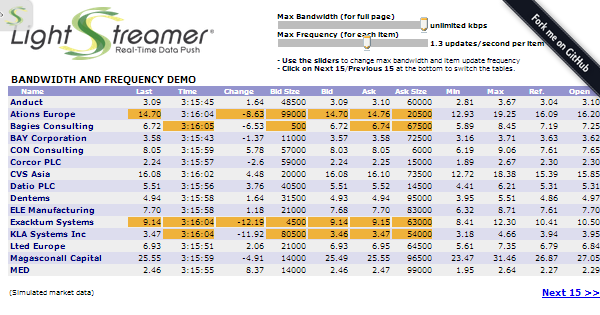 LightStreamer®
Real-Time Data Push
Max Bandwidth (for full page)
unlimited kbps
Max Frequency (for each item)
1.3 updates/second per item
Fork me on GitHub
- Use the sliders to change max bandwidth and item update frequency
- Click on Next 15/Previous 15 at the bottom to switch the tables.
BANDWIDTH AND FREQUENCY DEMO
Name Last Time Change Bid Size Bid Ask Ask Size Min Max Ref. Open
Anduct 3.09 3:15:45 1.64 48500 3.09 3.10 60000 2.81 3.67 3.04 3.10
Ations Europe 14.70 3:16:04 -8.63 99000 14.70 14.76 20500 12.93 19.25 16.09 16.20
Bagies Consulting 6.72 3:16:05 -6.53 500 6.72 6.74 67500 5.89 8.45 7.19 7.25
BAY Corporation 3.58 3:15:43 -1.37 11000 3.57 3.58 72500 3.16 3.71 3.63 3.62
CON Consulting 8.05 3:15:59 5.78 57000 8.03 8.05 6000 6.19 9.06 7.61 7.65
Corcor PLC 2.24 3:15:57 -2.6 59000 2.24 2.25 15000 1.89 2.67 2.30 2.30
CVS Asia 16.08 3:16:02 4.48 20000 16.08 16.10 73500 12.72 18.38 15.39 15.85
Datio PLC 5.51 3:15:56 3.76 40500 5.51 5.52 14500 4.41 6.21 5.31 5.31
Dentems 4.94 3:15:58 1.64 31500 4.93 4.94 95000 3.95 5.51 4.86 4.97
ELE Manufacturing 7.70 3:15:58 1.18 21000 7.68 7.70 83000 6.32 8.71 7.61 7.70
Exacktum Systems 9.14 3:16:04 -12.19 4500 9.14 9.15 63000 8.41 12.30 10.41 10.50
KLA Systems Inc 3.47 3:16:04 -11.92 80500 3.46 3.47 54000 3.18 4.66 3.94 3.95
Lted Europe 6.93 3:15:51 2.06 21000 6.93 6.95 64500 5.61 7.35 6.79 6.84
Magasconall Capital 25.55 3:15:59 -4.91 14000 25.49 25.55 96500 23.47 31.46 26.87 27.05
MED 2.46 3:15:55 8.37 14000 2.46 2.47 99000 1.95 2.64 2.27 2.29
(Simulated market data)
Next 15 >>